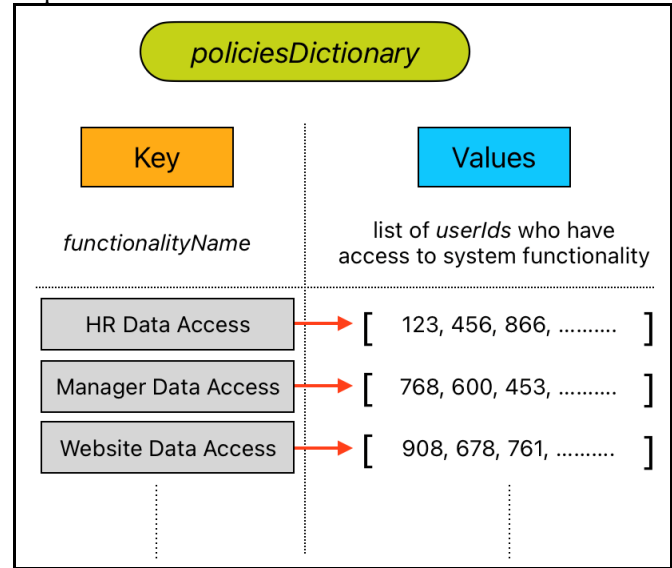 policiesDictionary
Key
Values
functionalityName
list of userIds who have
access to system functionality
HR Data Access
[ 123, 456, 866, .......... ]
Manager Data Access
[ 768, 600, 453, .......... ]
Website Data Access
[ 908, 678, 761, .......... ]